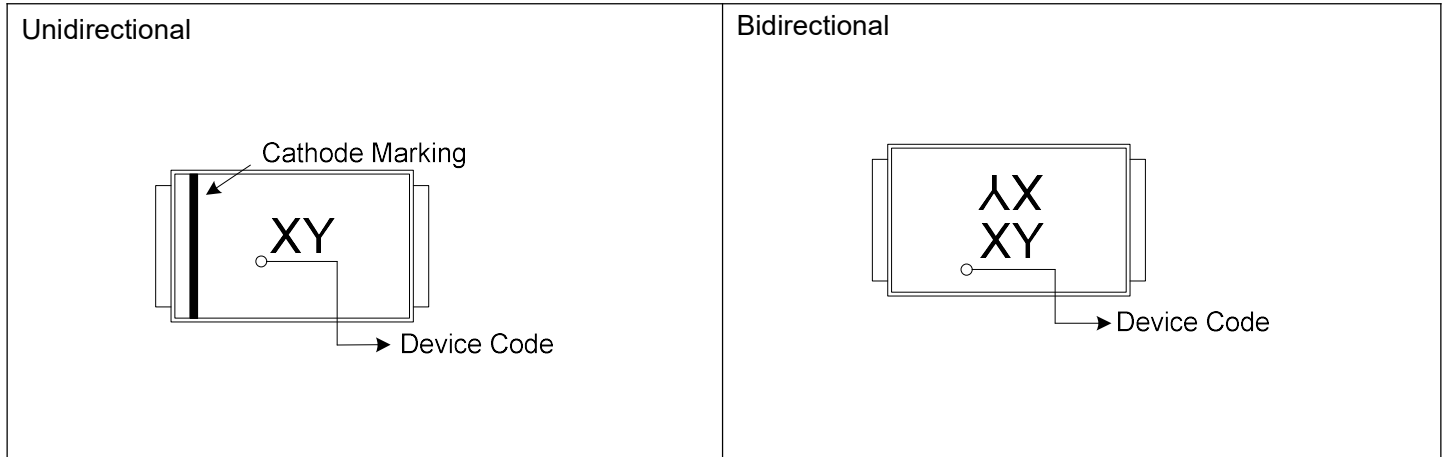 Unidirectional
Cathode Marking
XY
Device Code
Bidirectional
XY
XY
Device Code